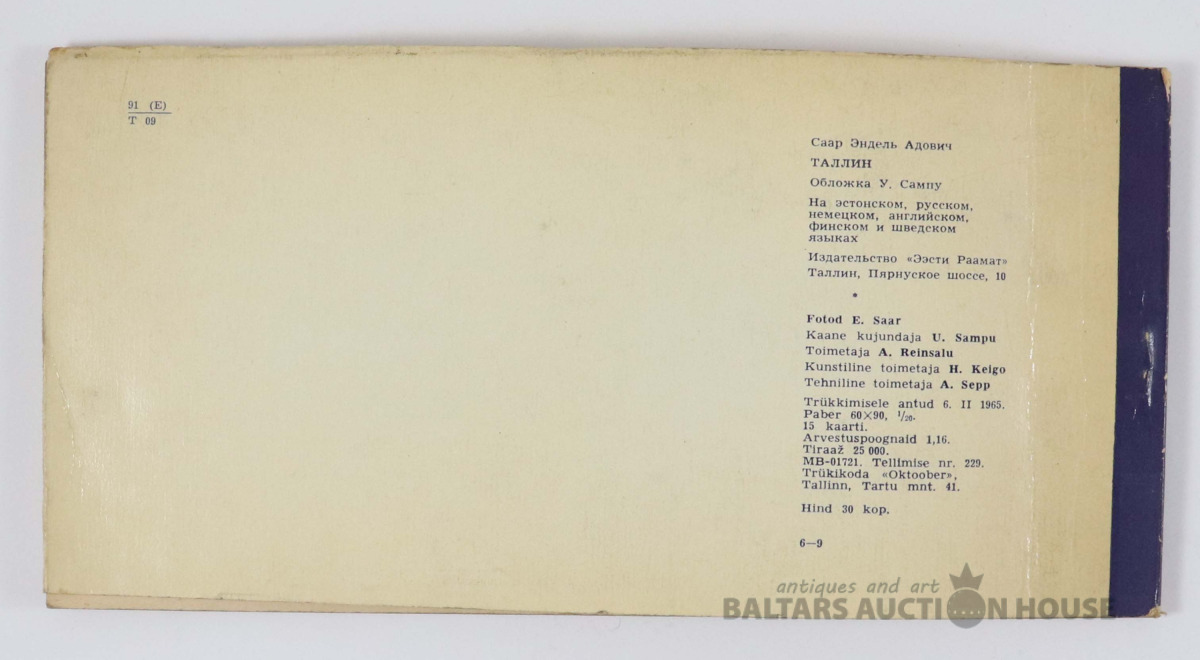 91 (E)
T 09
Саар Эндель Адович
ТАЛЛИН
Обложка У. Сампу
На эстонском, русском,
немецком, английском,
финском и шведском
языках
Издательство «Ээсти Раамат»
Таллин, Пярнуское шоссе, 10
*
Fotod E. Saar
Kaane kujundaja U. Sampu
Toimetaja A. Reinsalu
Kunstiline toimetaja H. Keigo
Tehniline toimetaja A. Sepp
Trükkimisele antud 6. II 1965.
Paber 60×90, 1/20.
15 kaarti.
Arvestuspoognaid 1,16.
Tiraaž 25 000.
MB-01721. Tellimise nr. 229.
Trükikoda «Oktoober»,
Tallinn, Tartu mnt. 41.
Hind 30 kop.
6—9
antiques and art
BALTARS AUCTION HOUSE